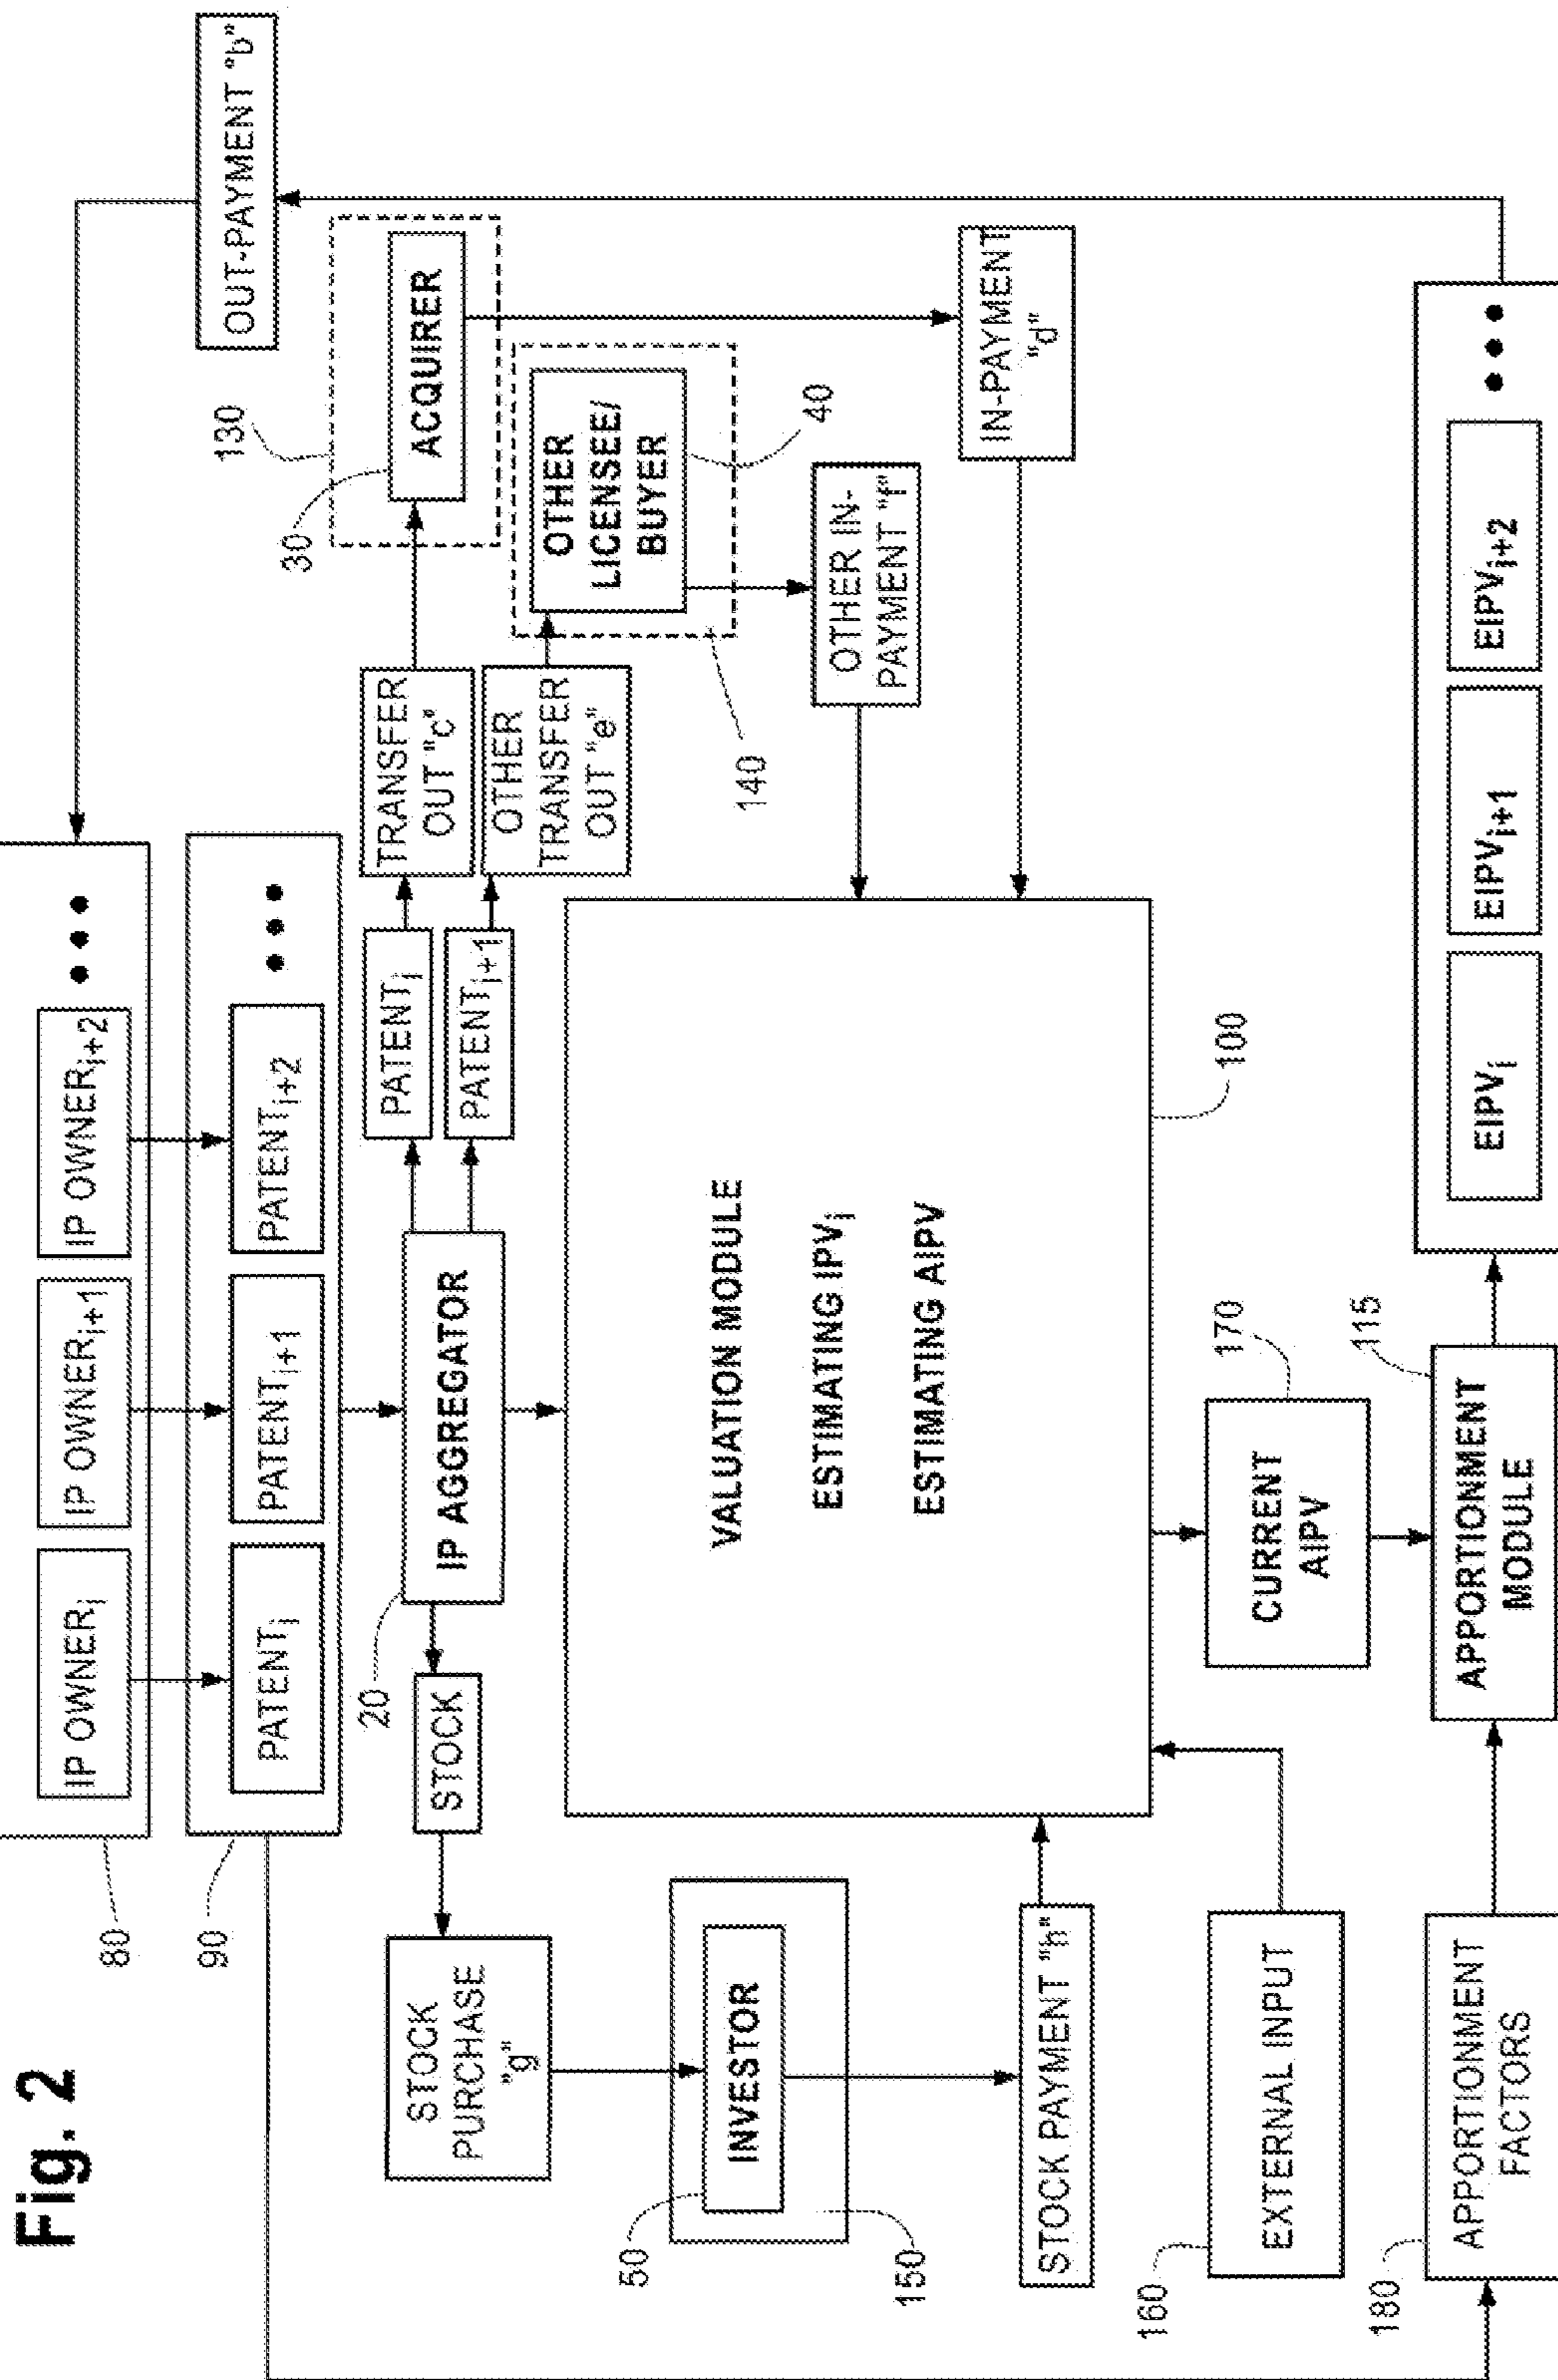 Fig. 2
80
IP OWNERi
IP OWNERi+1
IP OWNERi+2
90
PATENTi
PATENTi+1
PATENTi+2
OUT-PAYMENT "b"
20
IP AGGREGATOR
STOCK
STOCK
PURCHASE
"g"
PATENTi
PATENTi+1
TRANSFER
OUT "c"
OTHER
TRANSFER
OUT "e"
130
30
ACQUIRER
OTHER
LICENSEE/
BUYER
40
140
50
INVESTOR
150
VALUATION MODULE
ESTIMATING IPVi
ESTIMATING AIPV
100
OTHER IN-
PAYMENT "f"
IN-PAYMENT
"d"
STOCK PAYMENT "h"
160
EXTERNAL INPUT
CURRENT
AIPV
170
180
APPORTIONMENT
FACTORS
APPORTIONMENT
MODULE
115
EIPVi
EIPVi+1
EIPVi+2